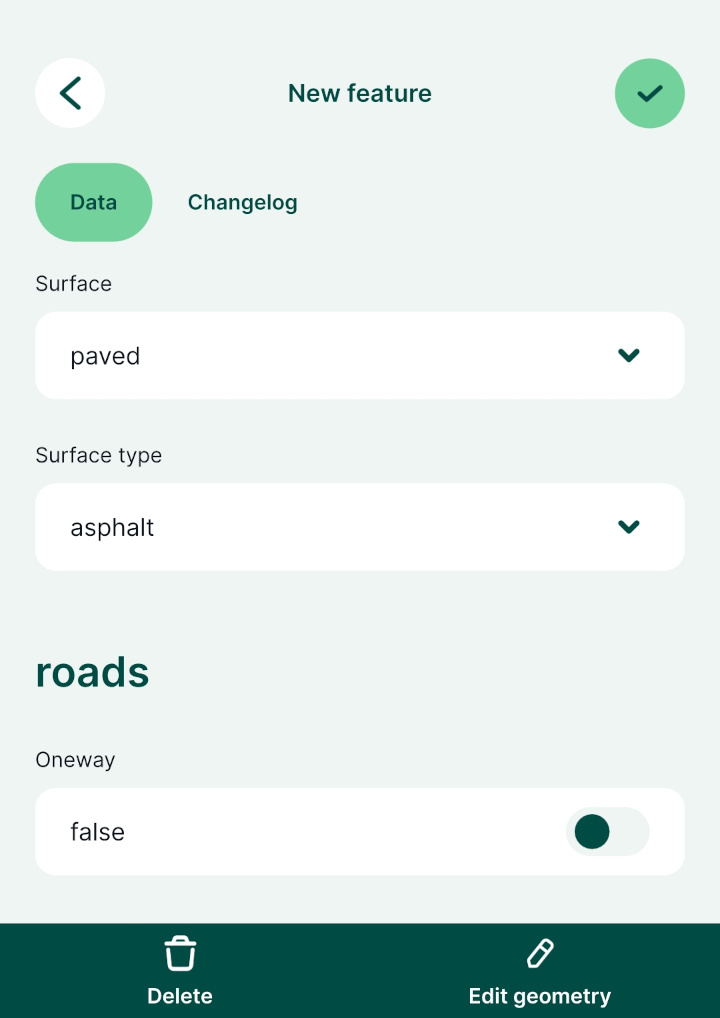 New feature
Data
Changelog
Surface
paved
Surface type
asphalt
roads
Oneway
false
Delete
Edit geometry